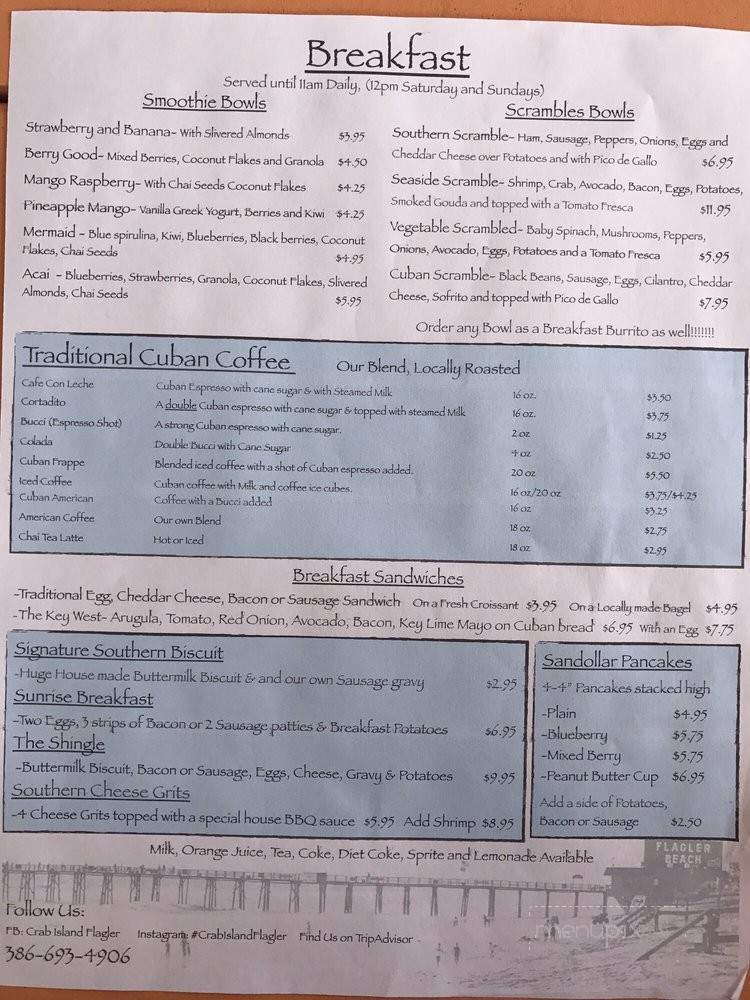 Breakfast
Served until 11am Daily, (12pm Saturday and Sundays)
Smoothie Bowls
Strawberry and Banana- With Slivered Almonds $3.95
Berry Good- Mixed Berries, Coconut Flakes and Granola $4.50
Mango Raspberry- With Chai Seeds Coconut Flakes $4.25
Pineapple Mango- Vanilla Greek Yogurt, Berries and Kiwi $4.25
Mermaid - Blue spirulina, Kiwi, Blueberries, Black berries, Coconut
Flakes, Chai Seeds $4.95
Acai - Blueberries, Strawberries, Granola, Coconut Flakes, Slivered
Almonds, Chai Seeds $5.95
Scrambles Bowls
Southern Scramble- Ham, Sausage, Peppers, Onions, Eggs and
Cheddar Cheese over Potatoes and with Pico de Gallo $6.95
Seaside Scramble- Shrimp, Crab, Avocado, Bacon, Eggs, Potatoes,
Smoked Gouda and topped with a Tomato Fresca $11.95
Vegetable Scrambled- Baby Spinach, Mushrooms, Peppers,
Onions, Avocado, Eggs, Potatoes and a Tomato Fresca $5.95
Cuban Scramble- Black Beans, Sausage, Eggs, Cilantro, Cheddar
Cheese, Sofrito and topped with Pico de Gallo $7.95
Order any Bowl as a Breakfast Burrito as well!!!!!!!
Traditional Cuban Coffee Our Blend, Locally Roasted
Cafe Con Leche Cuban Espresso with cane sugar & with Steamed Milk 16 oz. $3.50
Cortadito A double Cuban espresso with cane sugar & topped with steamed Milk 16 oz. $3.75
Bucci (Espresso Shot) A strong Cuban espresso with cane sugar. 2 oz $1.25
Colada Double Bucci with Cane Sugar 4 oz $2.50
Cuban Frappe Blended iced coffee with a shot of Cuban espresso added. 20 oz $5.50
Iced Coffee Cuban coffee with Milk and coffee ice cubes. 16 oz/20 oz $3.75/$4.25
Cuban American Coffee with a Bucci added 16 oz $3.25
American Coffee Our own Blend 18 oz $2.75
Chai Tea Latte Hot or Iced 18 oz $2.95
Breakfast Sandwiches
-Traditional Egg, Cheddar Cheese, Bacon or Sausage Sandwich On a Fresh Croissant $3.95 On a Locally made Bagel $4.95
-The Key West- Arugula, Tomato, Red Onion, Avocado, Bacon, Key Lime Mayo on Cuban bread $6.95 With an Egg $7.75
Signature Southern Biscuit
-Huge House made Buttermilk Biscuit & and our own Sausage gravy $2.95
Sunrise Breakfast
-Two Eggs, 3 strips of Bacon or 2 Sausage patties & Breakfast Potatoes $6.95
The Shingle
-Buttermilk Biscuit, Bacon or Sausage, Eggs, Cheese, Gravy & Potatoes $9.95
Southern Cheese Grits
-4 Cheese Grits topped with a special house BBQ sauce $5.95 Add Shrimp $8.95
Sandollar Pancakes
4-4" Pancakes stacked high
-Plain $4.95
-Blueberry $5.75
-Mixed Berry $5.75
-Peanut Butter Cup $6.95
Add a side of Potatoes,
Bacon or Sausage $2.50
Milk, Orange Juice, Tea, Coke, Diet Coke, Sprite and Lemonade Available
FLAGLER
BEACH
Follow Us:
FB: Crab Island Flagler Instagram: #CrabIslandFlagler Find Us on TripAdvisor
386-693-4906
menupix